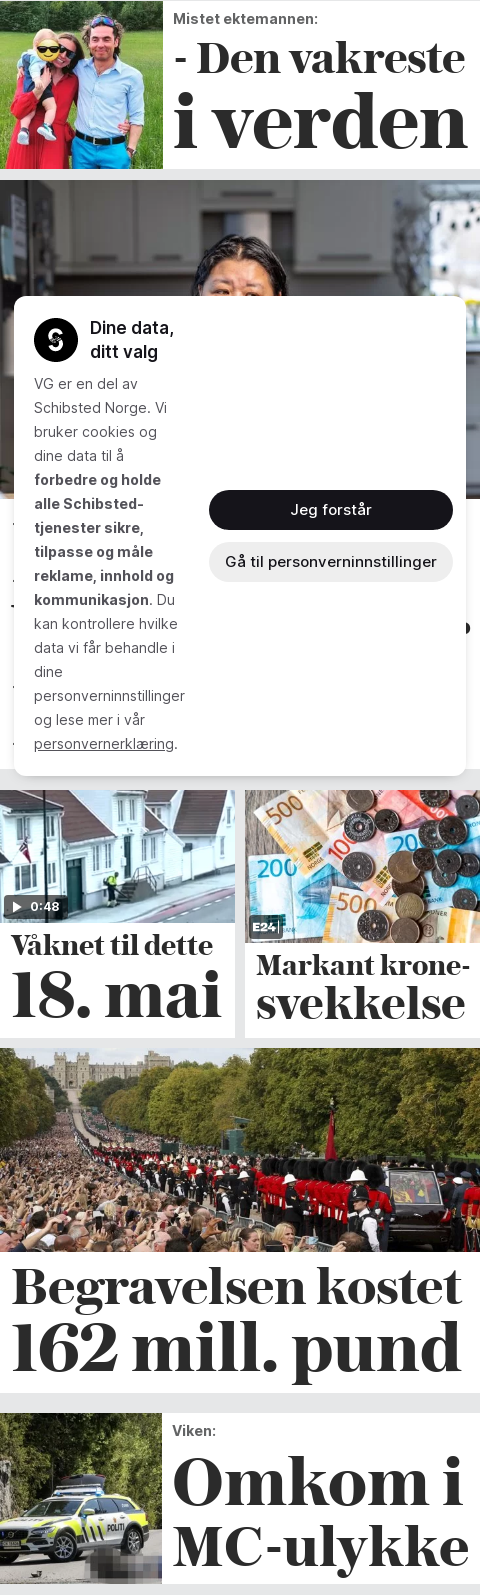 Mistet ektemannen:
- Den vakreste
i verden
Dine data,
ditt valg
VG er en del av
Schibsted Norge. Vi
bruker cookies og
dine data til å
forbedre og holde
alle Schibsted-
tjenester sikre,
tilpasse og måle
reklame, innhold og
kommunikasjon. Du
kan kontrollere hvilke
data vi får behandle i
dine
personverninnstillinger
og lese mer i vår
personvernerklæring.
Jeg forstår
Gå til personverninnstillinger
0:48
Våknet til dette
18. mai
500
100
200
200
500
E24
Markant krone-
svekkelse
Begravelsen kostet
162 mill. pund
Viken:
POLITI
Omkom i
MC-ulykke